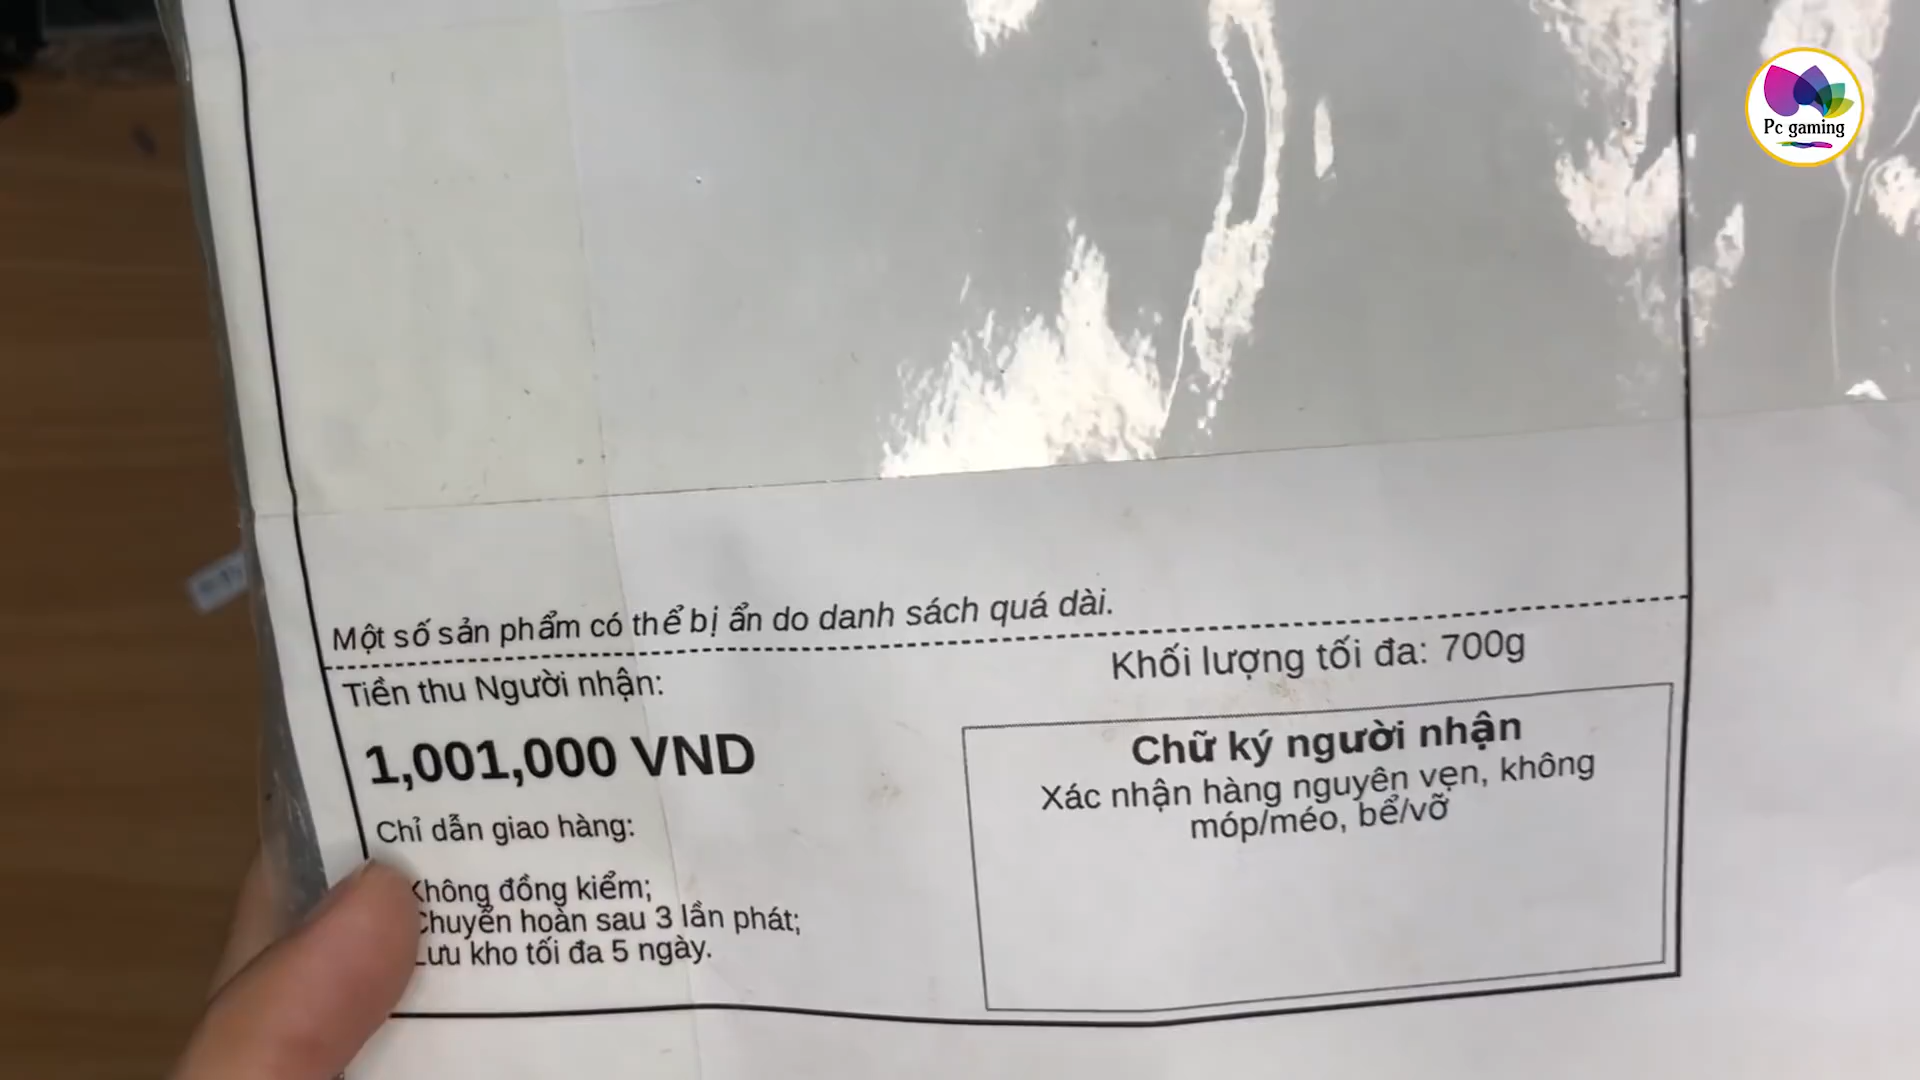 Pc gaming
Một số sản phẩm có thể bị ẩn do danh sách quá dài.
Tiền thu Người nhận:
1,001,000 VND
Khối lượng tối đa: 700g
Chữ ký người nhận
Xác nhận hàng nguyên vẹn, không
móp/méo, bể/vỡ
Chỉ dẫn giao hàng:
Không đồng kiểm;
Chuyển hoàn sau 3 lần phát;
Lưu kho tối đa 5 ngày.